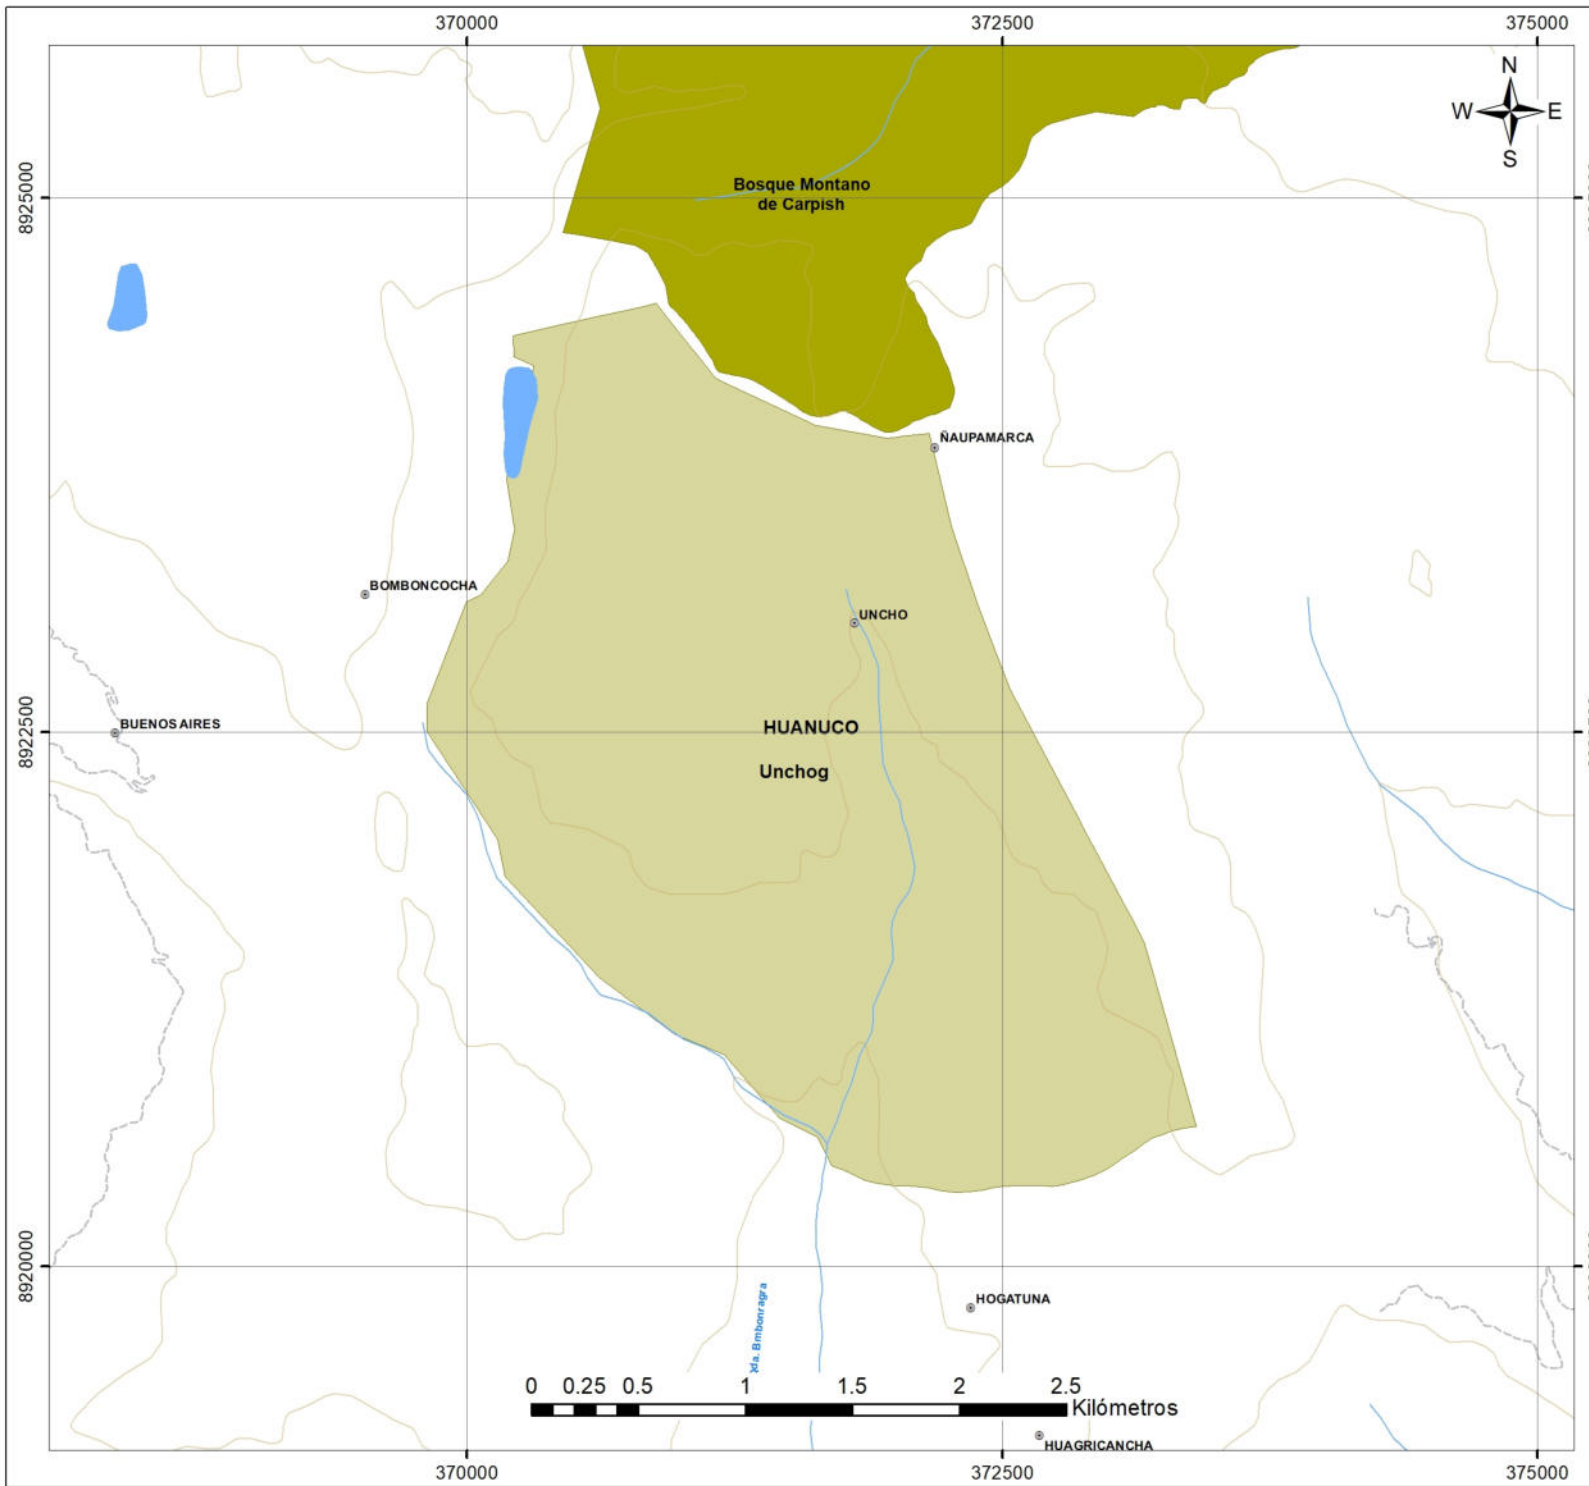 370000
372500
375000
N
W E
S
8925000
Bosque Montano
de Carpish
ÑAUPAMARCA
BOMBONCOCHA
UNCHO
8922500
BUENOS AIRES
HUANUCO
Unchog
8920000
HOGATUNA
Bmbonragra
0 0.25 0.5 1 1.5 2 2.5
Kilómetros
HUAGRICANCHA
370000
372500
375000